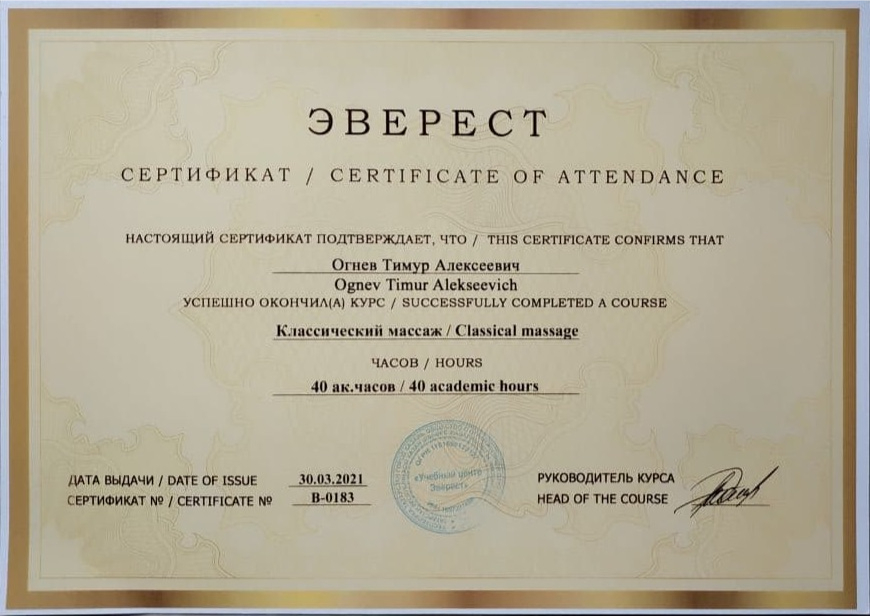 ЭВЕРЕСТ
СЕРТИФИКАТ / CERTIFICATE OF ATTENDANCE
НАСТОЯЩИЙ СЕРТИФИКАТ ПОДТВЕРЖДАЕТ, ЧТО / THIS CERTIFICATE CONFIRMS THAT
Огнев Тимур Алексеевич
Ognev Timur Alekseevich
УСПЕШНО ОКОНЧИЛ(А) КУРС / SUCCESSFULLY COMPLETED A COURSE
Классический массаж / Classical massage
ЧАСОВ / HOURS
40 ак.часов / 40 academic hours
ДАТА ВЫДАЧИ / DATE OF ISSUE 30.03.2021
СЕРТИФИКАТ № / CERTIFICATE № В-0183
«Учебный центр
Эверест»
РУКОВОДИТЕЛЬ КУРСА
HEAD OF THE COURSE